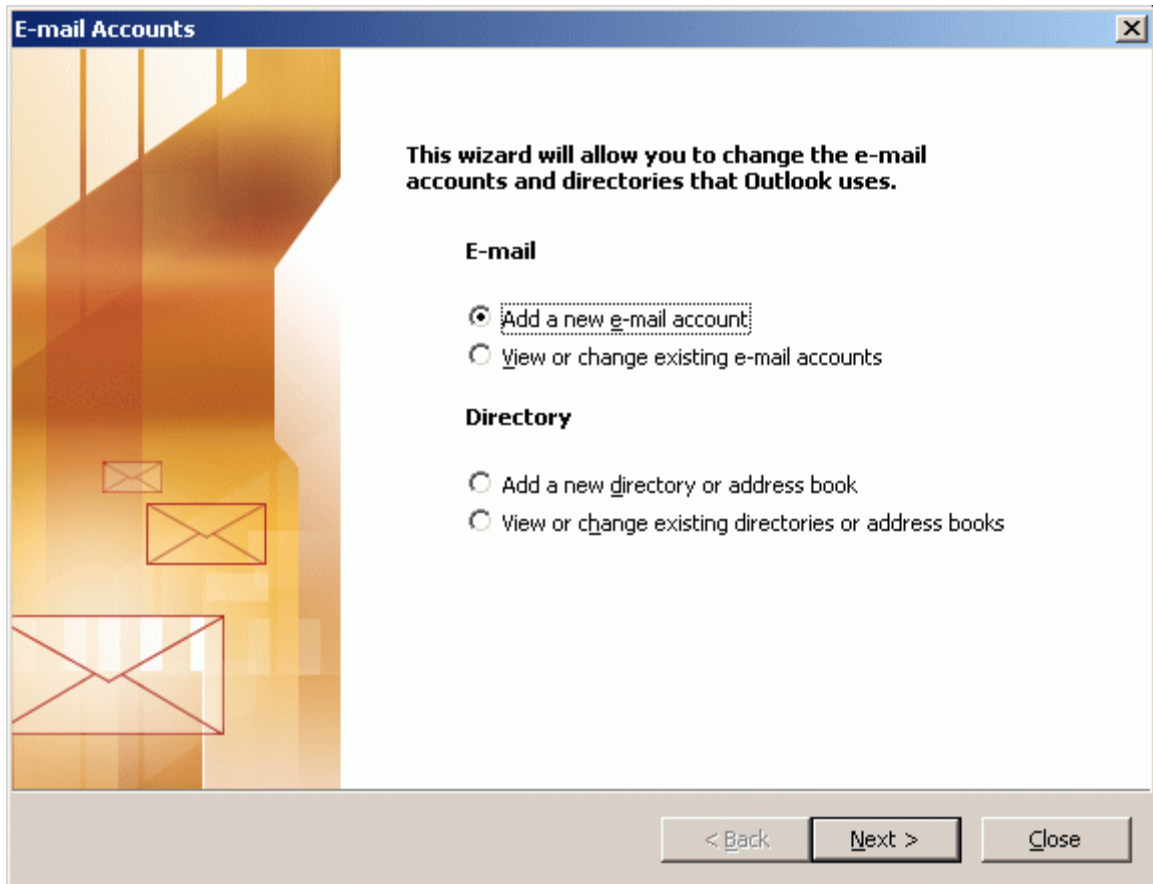 E-mail Accounts
This wizard will allow you to change the e-mail
accounts and directories that Outlook uses.
E-mail
Add a new e-mail account
View or change existing e-mail accounts
Directory
Add a new directory or address book
View or change existing directories or address books
< Back
Next >
Close